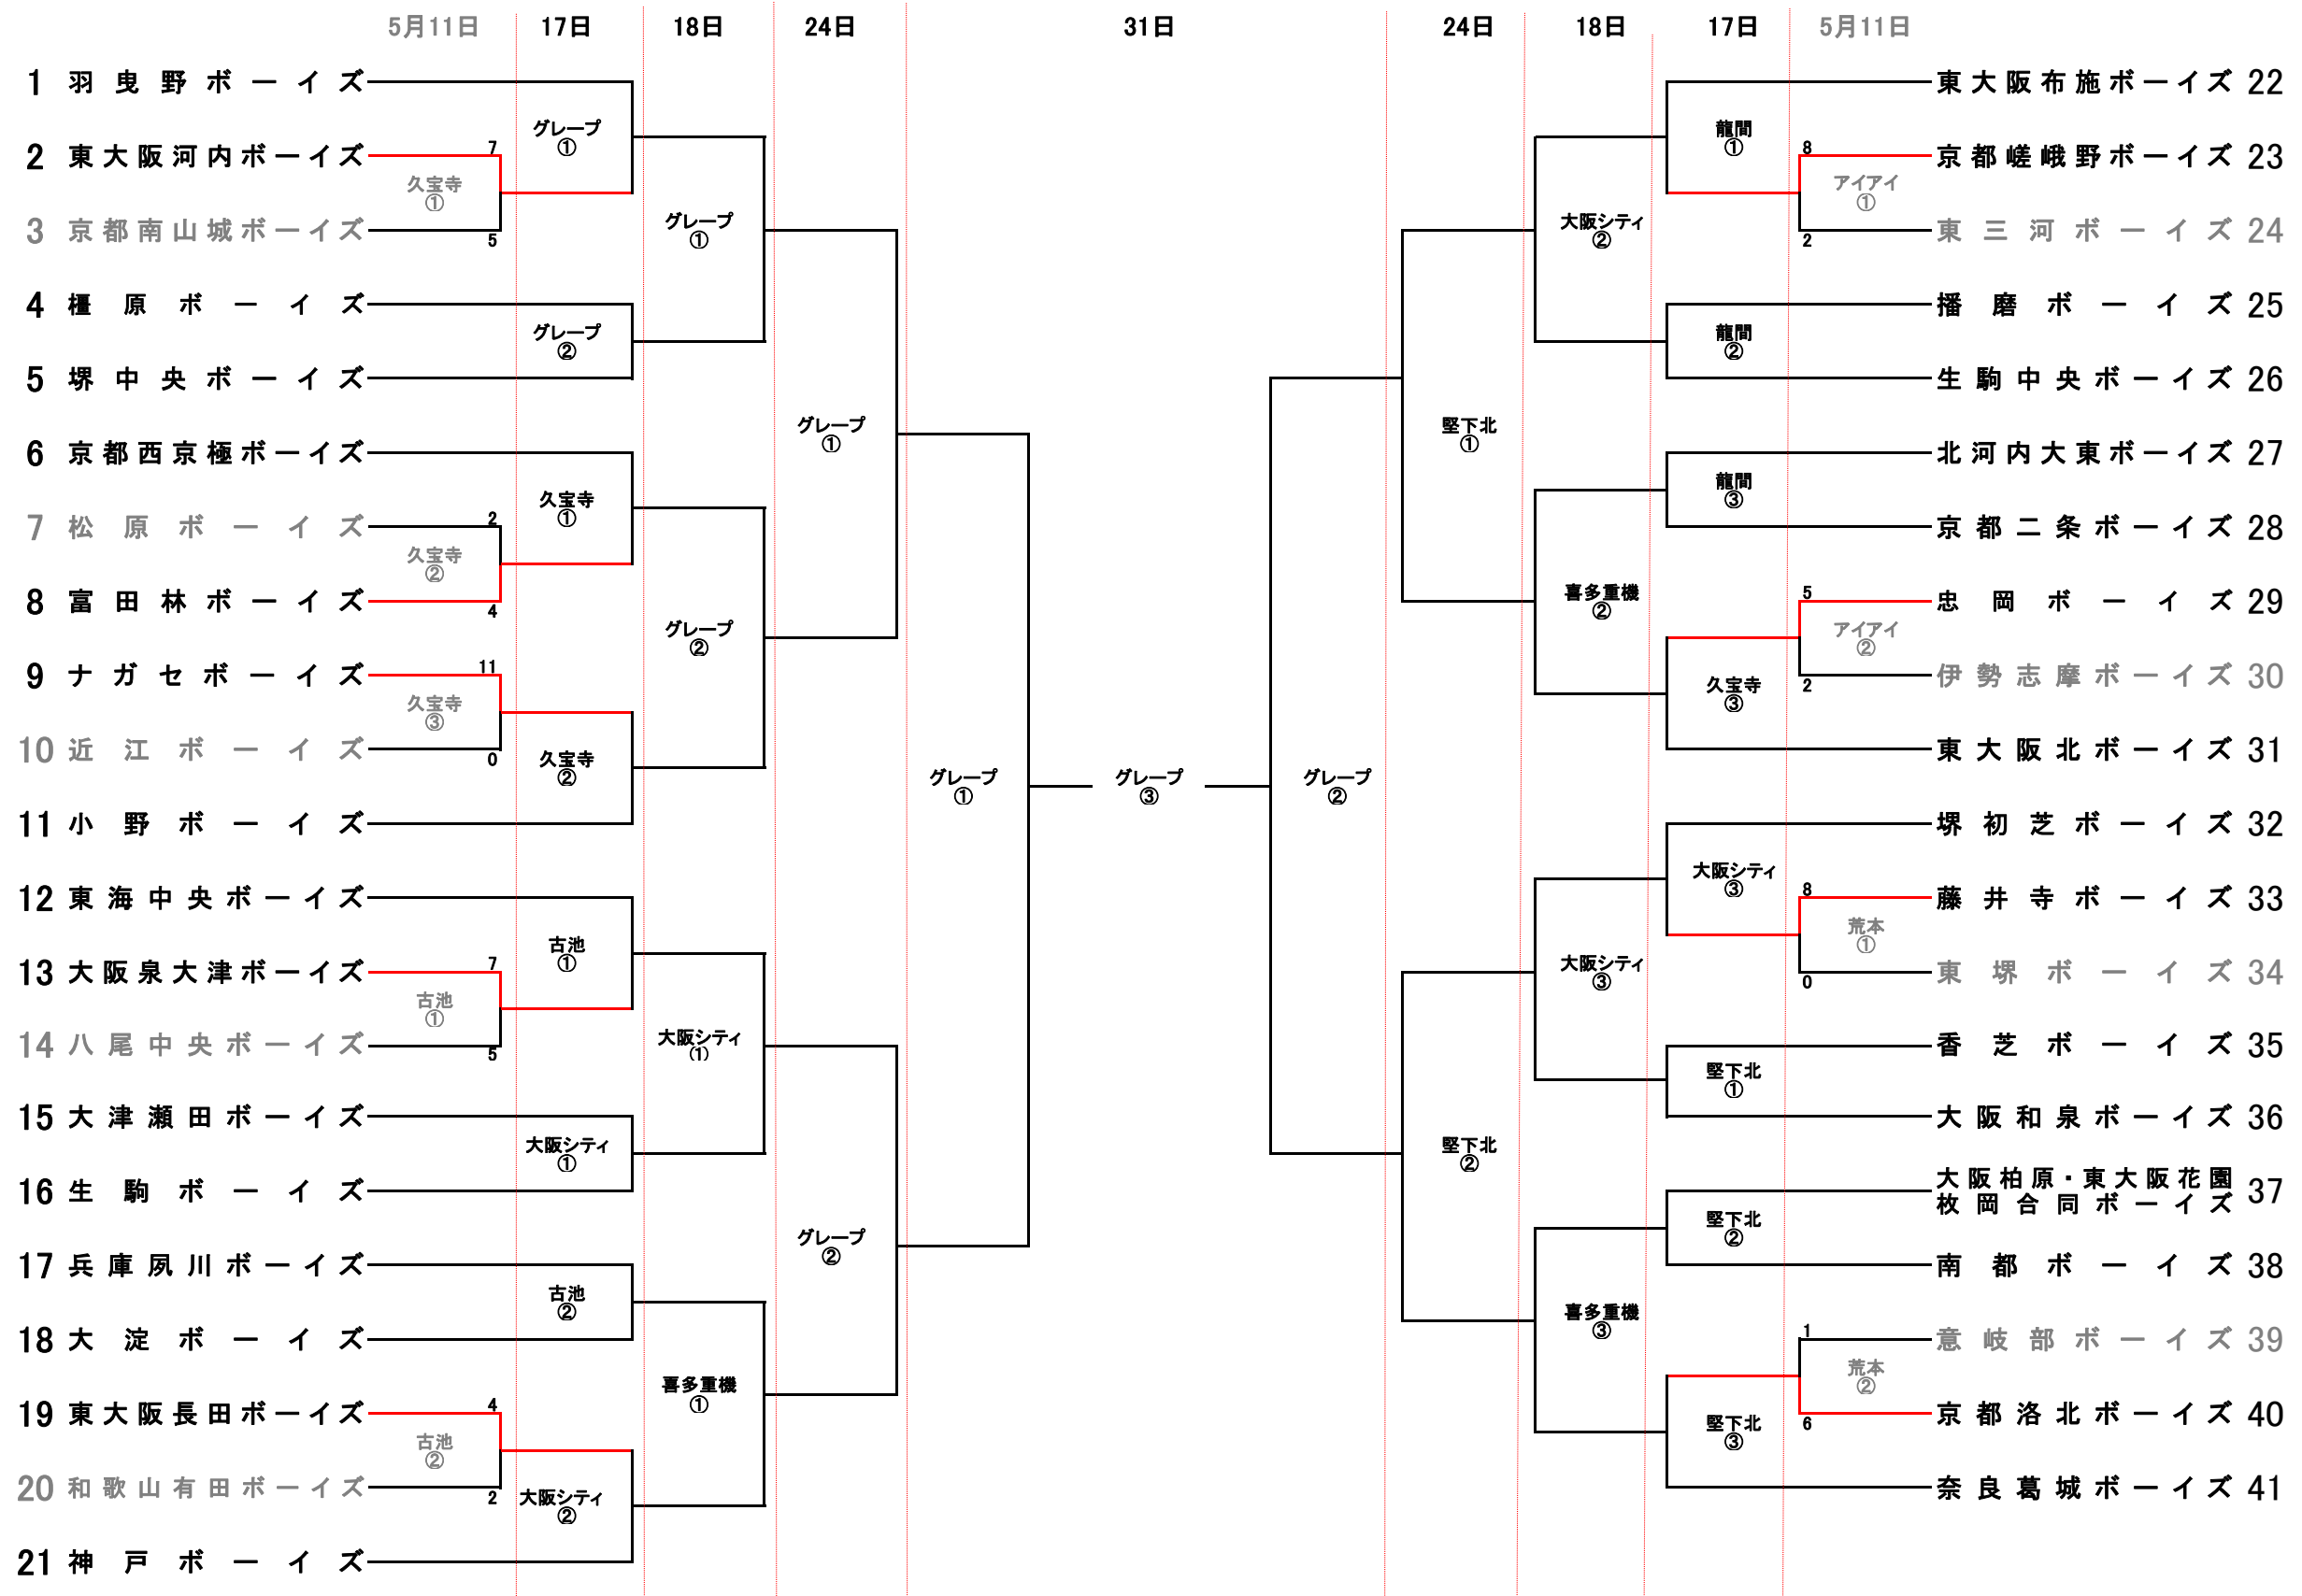 5月11日 17日 18日 24日 31日 24日 18日 17日 5月11日
1 羽曳野ボーイズ
2 東大阪河内ボーイズ
3 京都南山城ボーイズ
4 橿原ボーイズ
5 堺中央ボーイズ
6 京都西京極ボーイズ
7 松原ボーイズ
8 富田林ボーイズ
9 ナガセボーイズ
10 近江ボーイズ
11 小野ボーイズ
12 東海中央ボーイズ
13 大阪泉大津ボーイズ
14 八尾中央ボーイズ
15 大津瀬田ボーイズ
16 生駒ボーイズ
17 兵庫夙川ボーイズ
18 大淀ボーイズ
19 東大阪長田ボーイズ
20 和歌山有田ボーイズ
21 神戸ボーイズ
7
久宝寺
①
5
2
久宝寺
②
4
11
久宝寺
③
0
7
古池
①
5
4
古池
②
2
グレープ
①
グレープ
②
久宝寺
①
久宝寺
②
古池
①
大阪シティ
①
古池
②
大阪シティ
②
グレープ
①
グレープ
②
大阪シティ
①
喜多重機
①
グレープ
①
グレープ
②
グレープ
①
グレープ
③
グレープ
②
堅下北
①
堅下北
②
大阪シティ
②
喜多重機
②
大阪シティ
③
喜多重機
③
龍間
①
龍間
②
龍間
③
久宝寺
③
大阪シティ
③
堅下北
①
堅下北
②
堅下北
③
8
アイアイ
①
2
5
アイアイ
②
2
8
荒本
①
0
1
荒本
②
6
東大阪布施ボーイズ 22
京都嵯峨野ボーイズ 23
東三河ボーイズ 24
播磨ボーイズ 25
生駒中央ボーイズ 26
北河内大東ボーイズ 27
京都二条ボーイズ 28
忠岡ボーイズ 29
伊勢志摩ボーイズ 30
東大阪北ボーイズ 31
堺初芝ボーイズ 32
藤井寺ボーイズ 33
東堺ボーイズ 34
香芝ボーイズ 35
大阪和泉ボーイズ 36
大阪柏原・東大阪花園
枚岡合同ボーイズ 37
南都ボーイズ 38
意岐部ボーイズ 39
京都洛北ボーイズ 40
奈良葛城ボーイズ 41